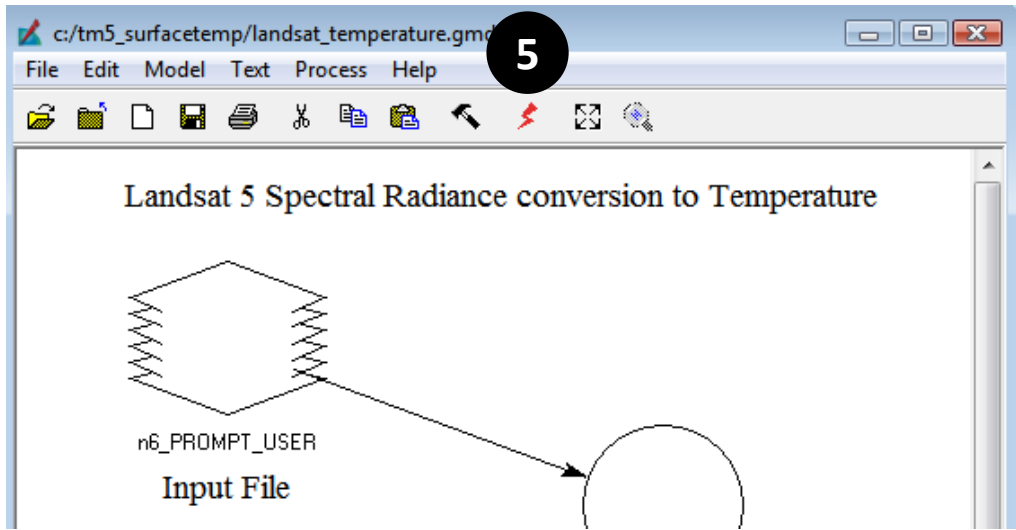 c:/tm5_surfacetemp/landsat_temperature.gmd
5
File Edit Model Text Process Help
Landsat 5 Spectral Radiance conversion to Temperature
n6_PROMPT_USER
Input File